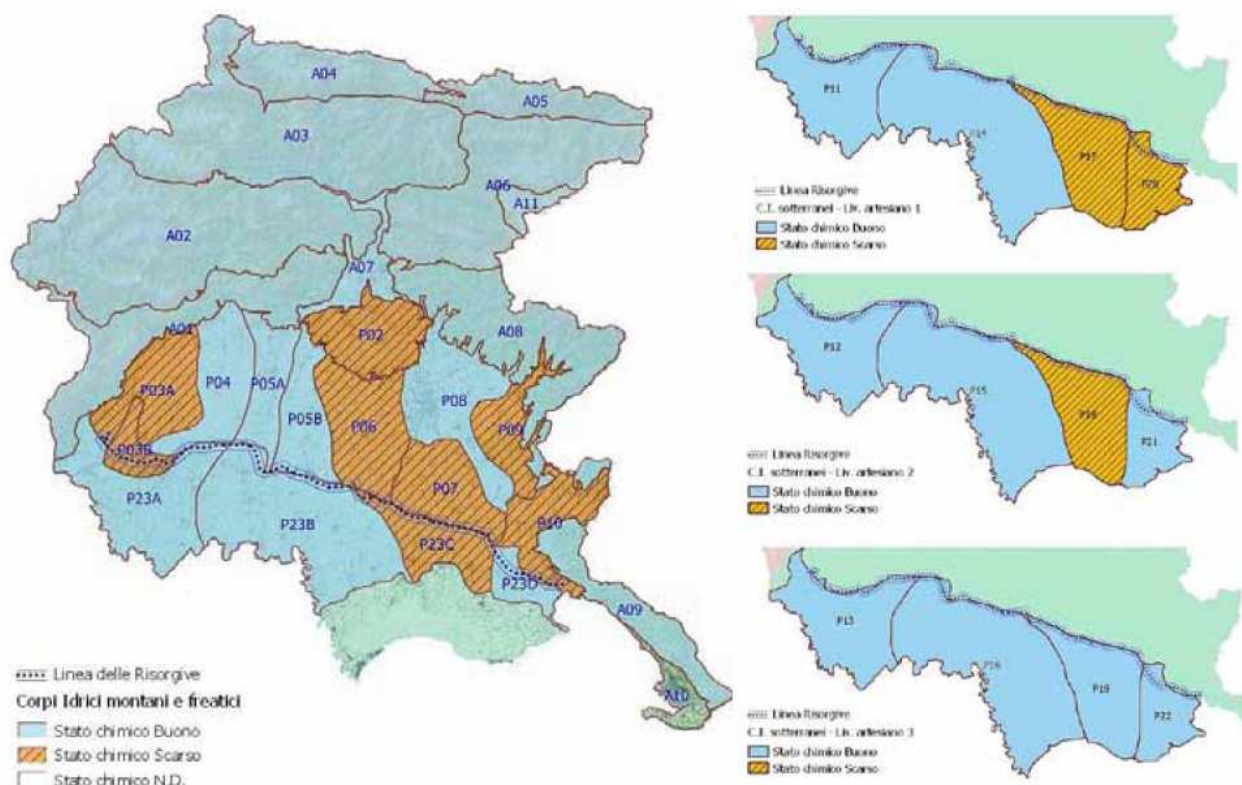 A04
A05
A03
A06
A11
A02
A07
A08
P02
P03A
P04
P05A
P05B
P08
P06
P09
P03B
P07
P23A
P23B
P10
P23C
P23D
A09
A10
Linea delle Risorgive
Corpi Idrici montani e freatici
Stato chimico Buono
Stato chimico Scarso
Stato chimico N.D.
P11
P14
P17
P20
Linea Risorgive
C.I. sotterranei - Liv. artesiano 1
Stato chimico Buono
Stato chimico Scarso
P12
P15
P21
Linea Risorgive
C.I. sotterranei - Liv. artesiano 2
Stato chimico Buono
Stato chimico Scarso
P13
P16
P19
P22
Linea Risorgive
C.I. sotterranei - Liv. artesiano 3
Stato chimico Buono
Stato chimico Scarso